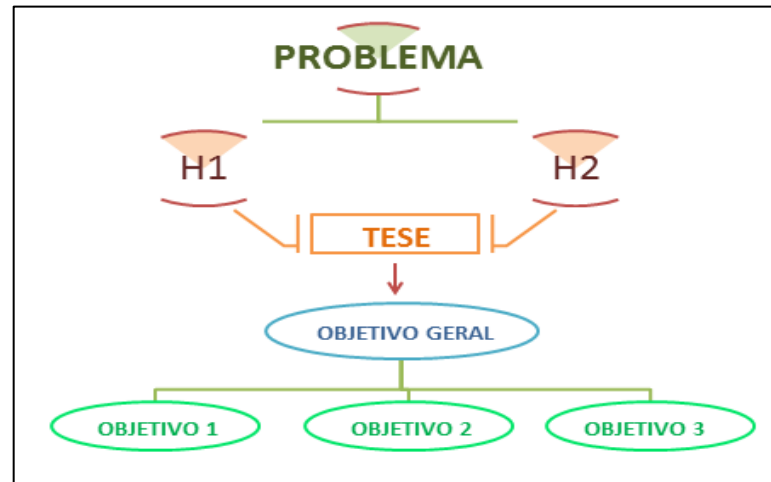 PROBLEMA
H1
H2
TESE
OBJETIVO GERAL
OBJETIVO 1
OBJETIVO 2
OBJETIVO 3